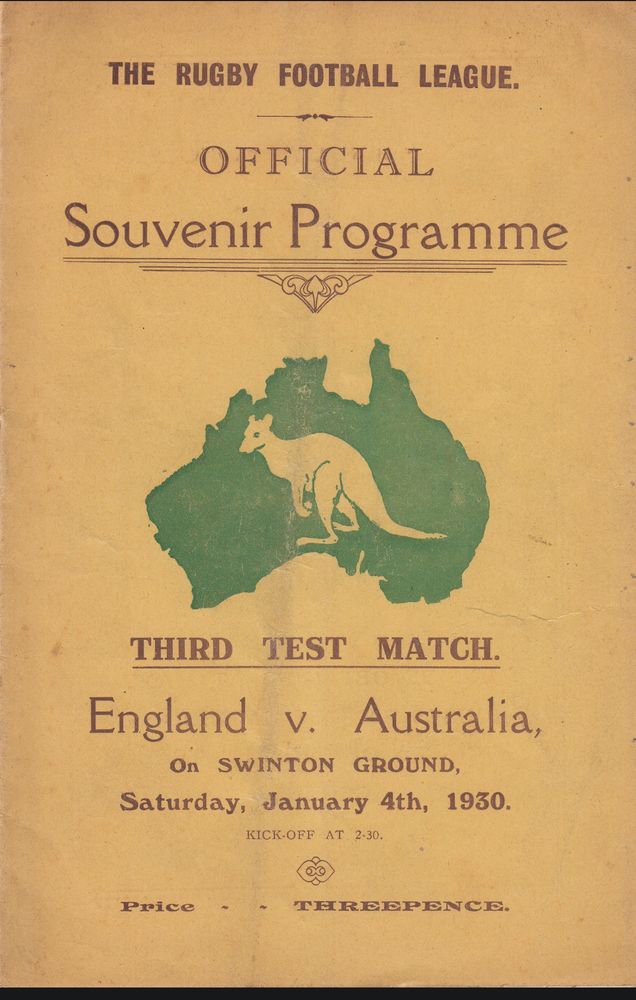 THE RUGBY FOOTBALL LEAGUE.
OFFICIAL
Souvenir Programme
THIRD TEST MATCH.
England v. Australia,
On SWINTON GROUND,
Saturday, January 4th, 1930.
KICK-OFF AT 2-30.
Price - - THREEPENCE.